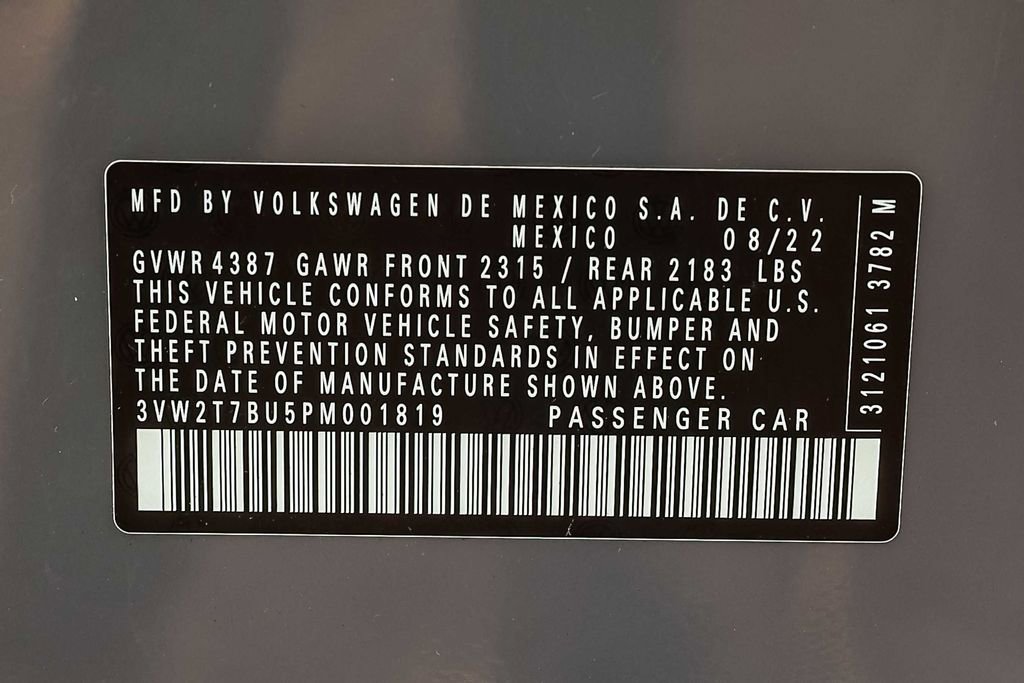 MFD BY VOLKSWAGEN DE MEXICO S.A. DE C.V.
MEXICO 08/22
GVWR 4387 GAWR FRONT 2315 / REAR 2183 LBS
THIS VEHICLE CONFORMS TO ALL APPLICABLE U.S.
FEDERAL MOTOR VEHICLE SAFETY, BUMPER AND
THEFT PREVENTION STANDARDS IN EFFECT ON
THE DATE OF MANUFACTURE SHOWN ABOVE.
3VW2T7BU5PM001819 PASSENGER CAR
3121061 3782 M